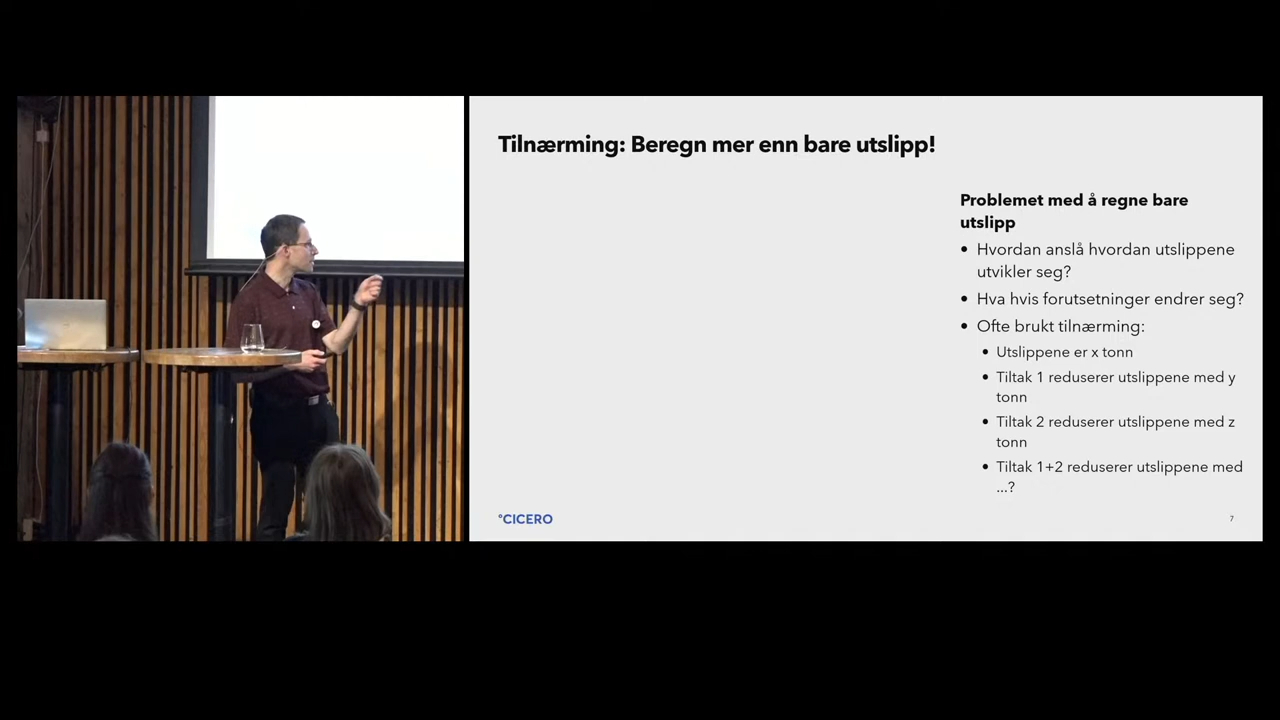 Tilnærming: Beregn mer enn bare utslipp!
Problemet med å regne bare
utslipp
• Hvordan anslå hvordan utslippene
utvikler seg?
• Hva hvis forutsetninger endrer seg?
• Ofte brukt tilnærming:
• Utslippene er x tonn
• Tiltak 1 reduserer utslippene med y
tonn
• Tiltak 2 reduserer utslippene med z
tonn
• Tiltak 1+2 reduserer utslippene med
...?
°CICERO
7